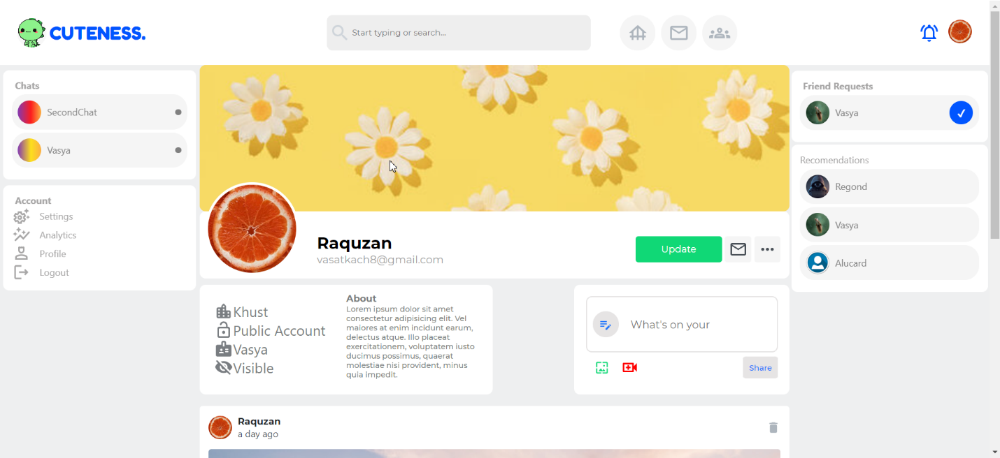 CUTENESS.
Start typing or search...
Chats
SecondChat
Vasya
Account
Settings
Analytics
Profile
Logout
Raquzan
vasatkach8@gmail.com
Update
Khust
Public Account
Vasya
Visible
About
Lorem ipsum dolor sit amet
consectetur adipisicing elit. Vel
maiores at enim incidunt earum,
delectus atque. Illo placeat
exercitationem, voluptatem iusto
ducimus possimus, quaerat
molestiae nisi provident, minus
quia impedit.
What's on your
Share
Raquzan
a day ago
Friend Requests
Vasya
Recomendations
Regond
Vasya
Alucard